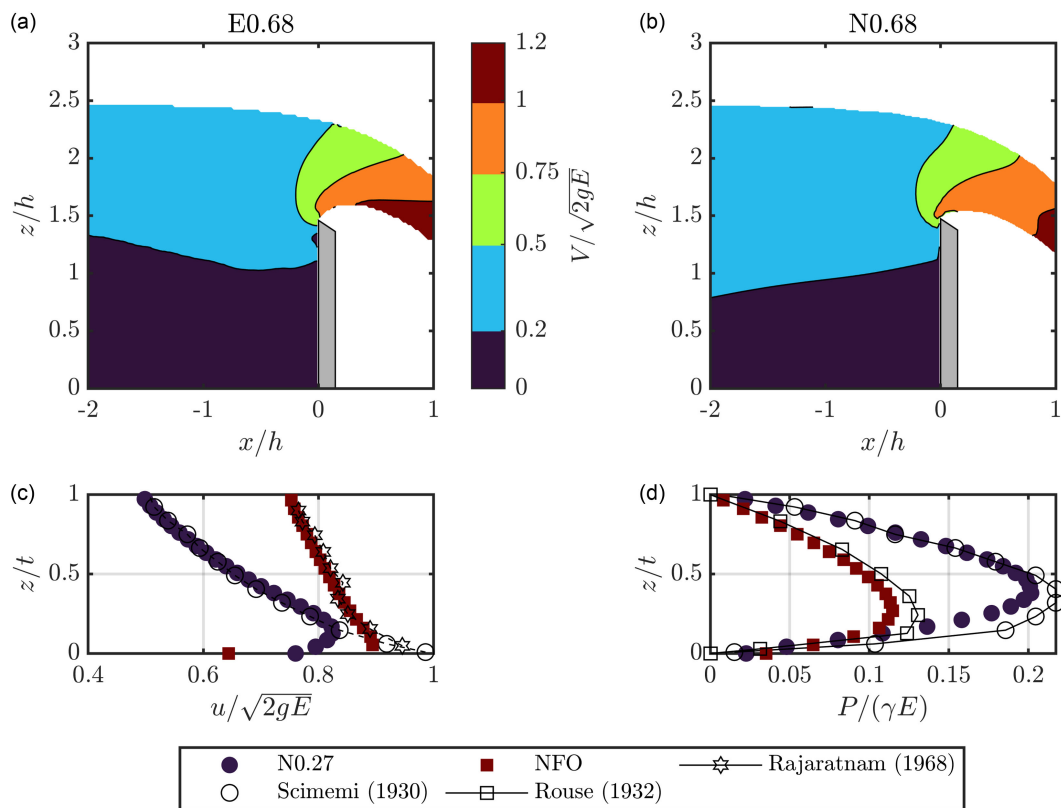 (a) E0.68
3
2.5
2
1.5
1
0.5
0
z/h
-2 -1 0 1
x/h
1.2
1
0.75
0.5
0.2
0
V/√2gE
(b) N0.68
3
2.5
2
1.5
1
0.5
0
z/h
-2 -1 0 1
x/h
(c)
1
0.5
0
z/t
0.4 0.6 0.8 1
u/√2gE
(d)
1
0.5
0
z/t
0 0.05 0.1 0.15 0.2
P/(γE)
N0.27 NFO Rajaratnam (1968)
Scimemi (1930) Rouse (1932)